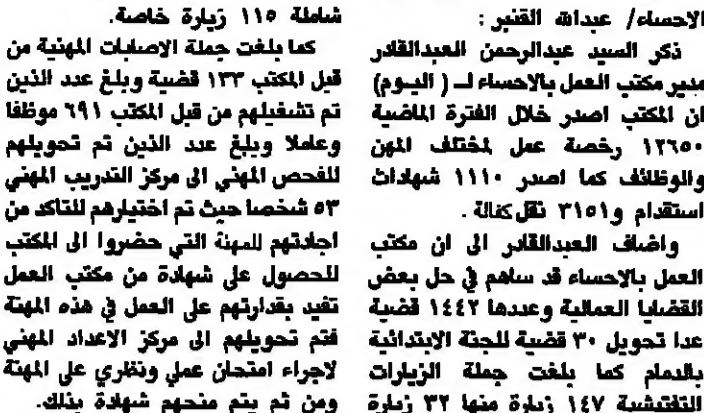 الاحساء/ عبدالله القنبر :
ذكر السيد عبدالرحمن العبدالقادر
مدير مكتب العمل بالاحساء لـ ( اليوم)
ان المكتب اصدر خلال الفترة الماضية
١٢٦٥٠ رخصة عمل لمختلف المهن
والوظائف كما اصدر ١١١٠ شهادات
استقدام و٣١٥١ نقل كفالة .
واضاف العبدالقادر الى ان مكتب
العمل بالاحساء قد ساهم في حل بعض
القضايا العمالية وعددها ١٤٤٢ قضية
عدا تحويل ٣٠ قضية للجنة الابتدائية
بالدمام كما بلغت جملة الزيارات
التفتيشية ١٤٧ زيارة منها ٣٢ زيارة
شاملة ١١٥ زيارة خاصة.
كما بلغت جملة الاصابات المهنية من
قبل المكتب ١٣٣ قضية وبلغ عدد الذين
تم تشغيلهم من قبل المكتب ٦٩١ موظفا
وعاملا وبلغ عدد الذين تم تحويلهم
للفحص المهني الى مركز التدريب المهني
٥٣ شخصا حيث تم اختيارهم للتاكد من
اجادتهم للمهنة التي حضروا الى المكتب
للحصول على شهادة من مكتب العمل
تفيد بقدارتهم على العمل في هذه المهنة
فتم تحويلهم الى مركز الاعداد المهني
لاجراء امتحان عملي ونظري على المهنة
ومن ثم يتم منحهم شهادة بذلك.